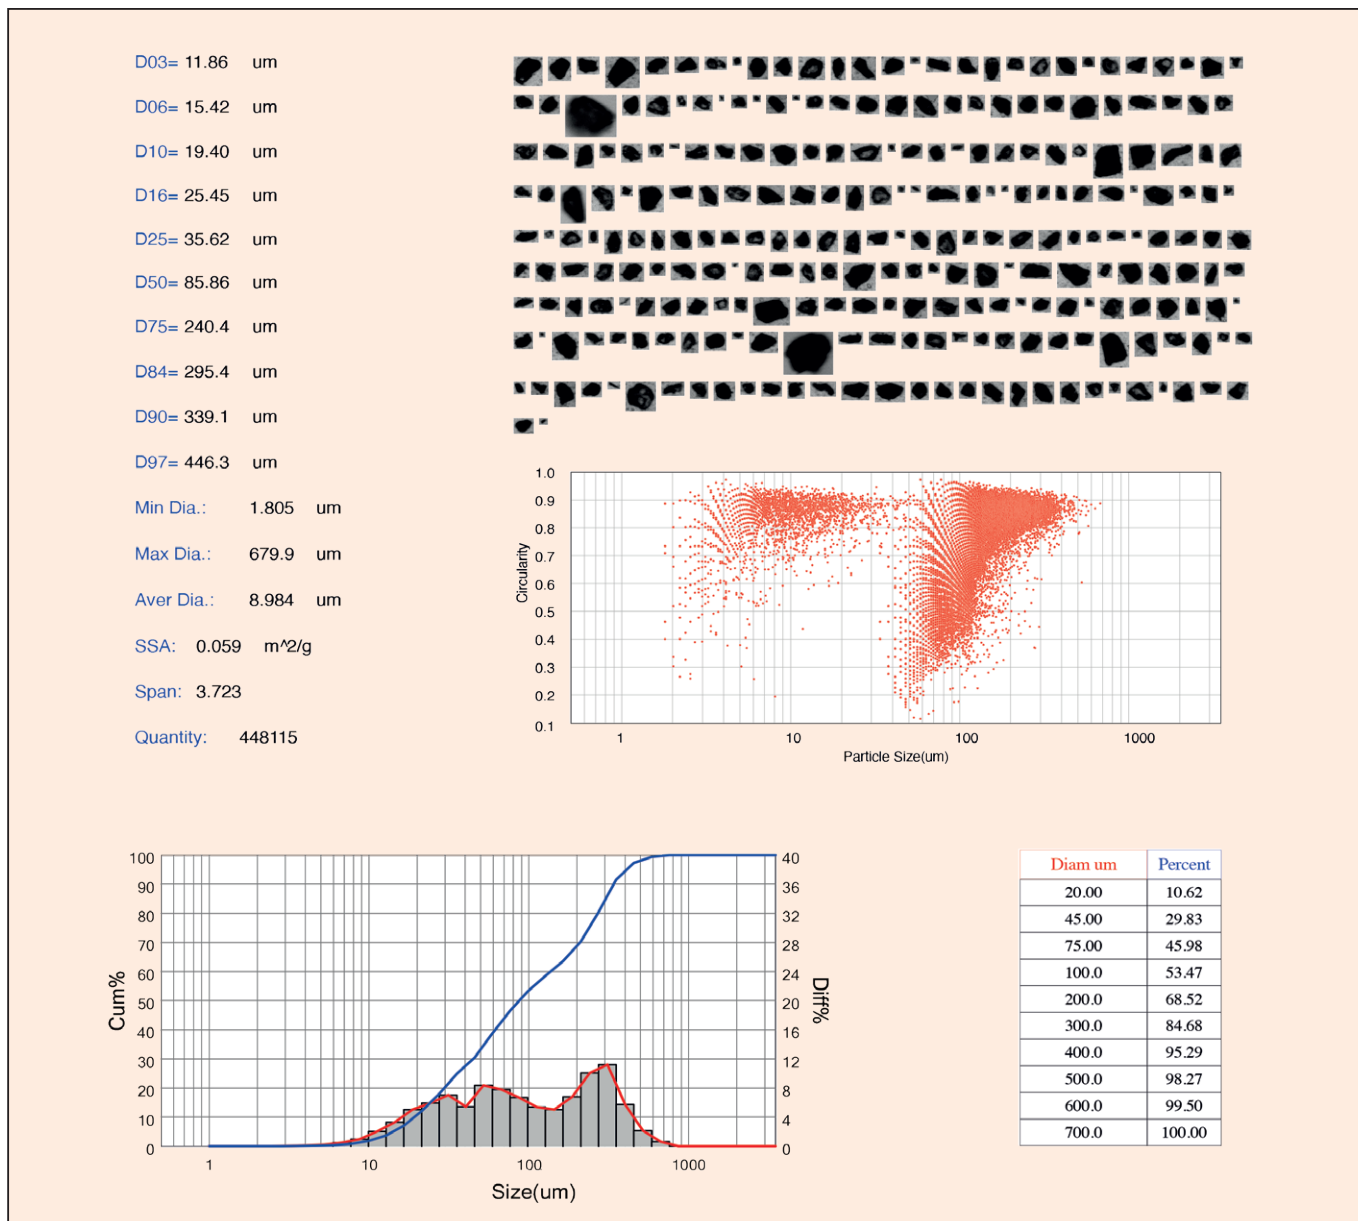 D03= 11.86 um
D06= 15.42 um
D10= 19.40 um
D16= 25.45 um
D25= 35.62 um
D50= 85.86 um
D75= 240.4 um
D84= 295.4 um
D90= 339.1 um
D97= 446.3 um
Min Dia.: 1.805 um
Max Dia.: 679.9 um
Aver Dia.: 8.984 um
SSA: 0.059 m^2/g
Span: 3.723
Quantity: 448115
Circularity
1.0
0.9
0.8
0.7
0.6
0.5
0.4
0.3
0.2
0.1
1 10 100 1000
Particle Size(um)
Cum%
100
90
80
70
60
50
40
30
20
10
0
40
36
32
28
24
20
16
12
8
4
0
Diff%
1 10 100 1000
Size(um)
Diam um Percent
20.00 10.62
45.00 29.83
75.00 45.98
100.0 53.47
200.0 68.52
300.0 84.68
400.0 95.29
500.0 98.27
600.0 99.50
700.0 100.00